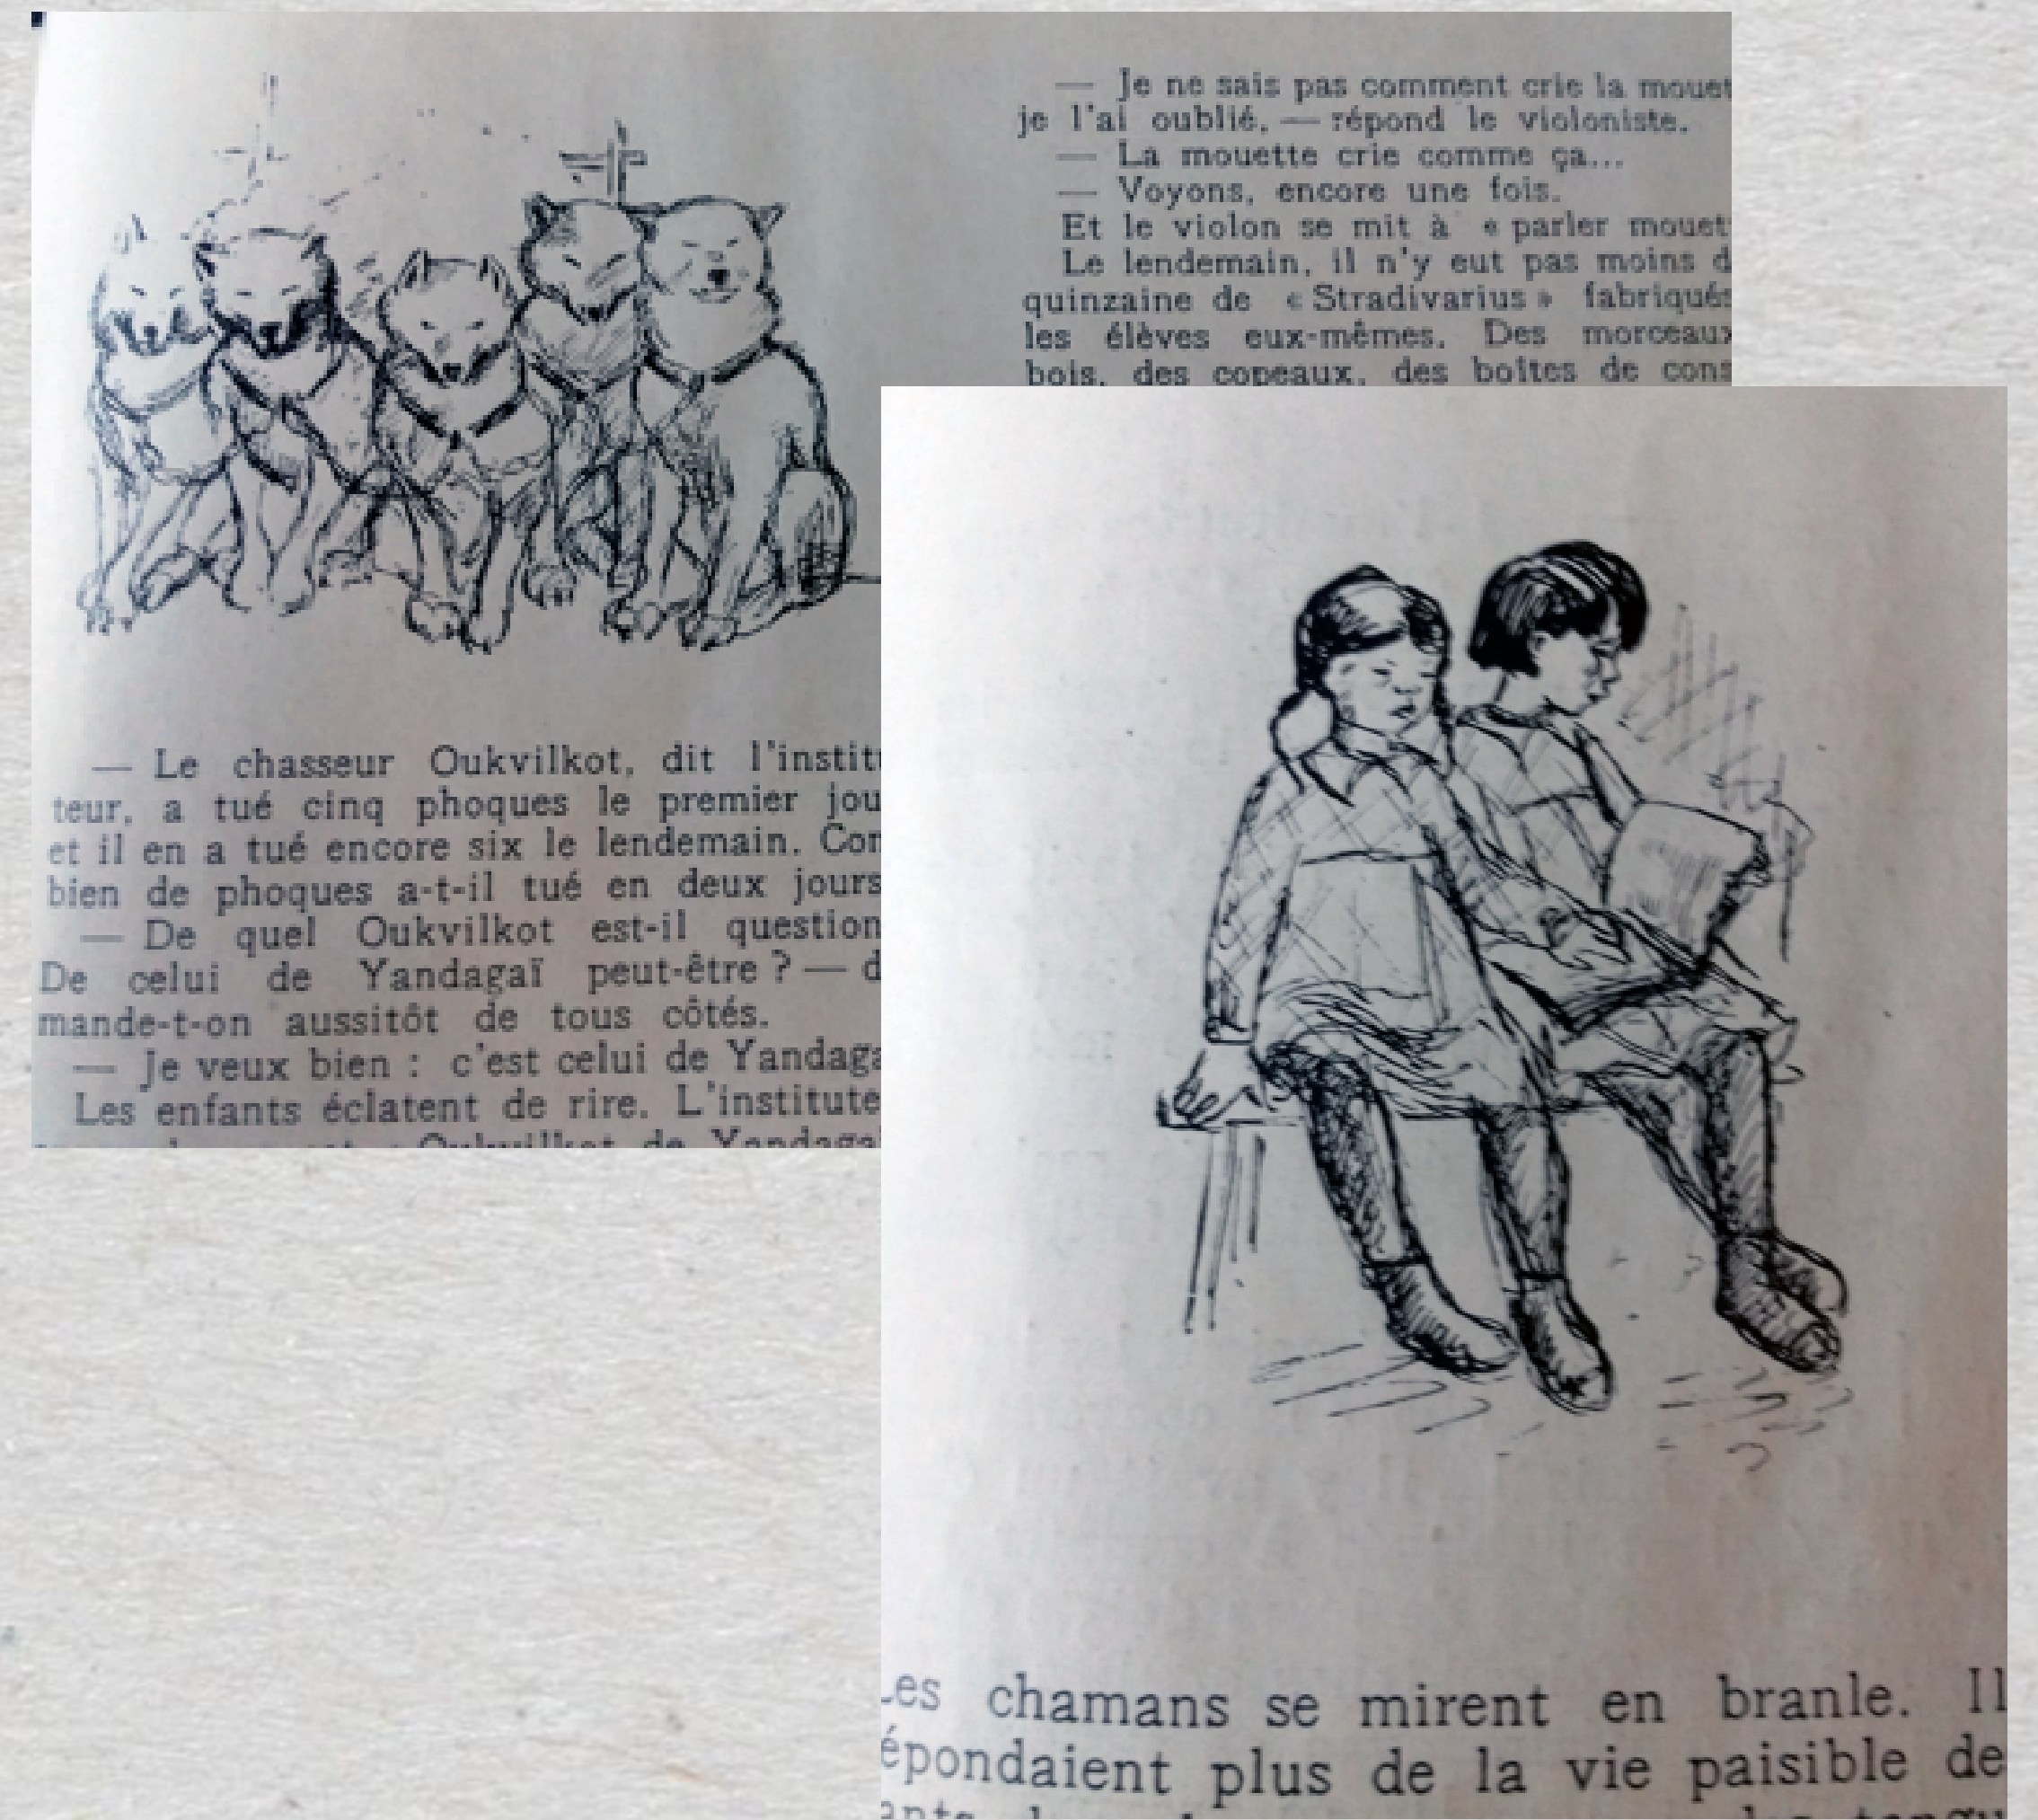 — Je ne sais pas comment crie la mouet
je l'ai oublié, — répond le violoniste.
— La mouette crie comme ça...
— Voyons, encore une fois.
Et le violon se mit à « parler mouet
Le lendemain, il n'y eut pas moins d
quinzaine de « Stradivarius » fabriqués
les élèves eux-mêmes. Des morceaux
bois, des copeaux, des boîtes de cons
— Le chasseur Oukvilkot, dit l'institu
teur, a tué cinq phoques le premier jou
et il en a tué encore six le lendemain. Com
bien de phoques a-t-il tué en deux jours
— De quel Oukvilkot est-il question
De celui de Yandagaï peut-être ? — d
mande-t-on aussitôt de tous côtés.
— Je veux bien : c'est celui de Yandaga
Les enfants éclatent de rire. L'institute
Oukvilkot de Yandagaï
Les chamans se mirent en branle. Il
épondaient plus de la vie paisible de